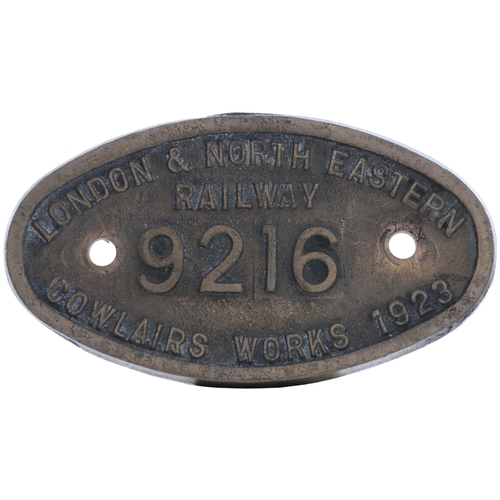 LONDON & NORTH EASTERN
RAILWAY
9216
COWLAIRS WORKS 1923